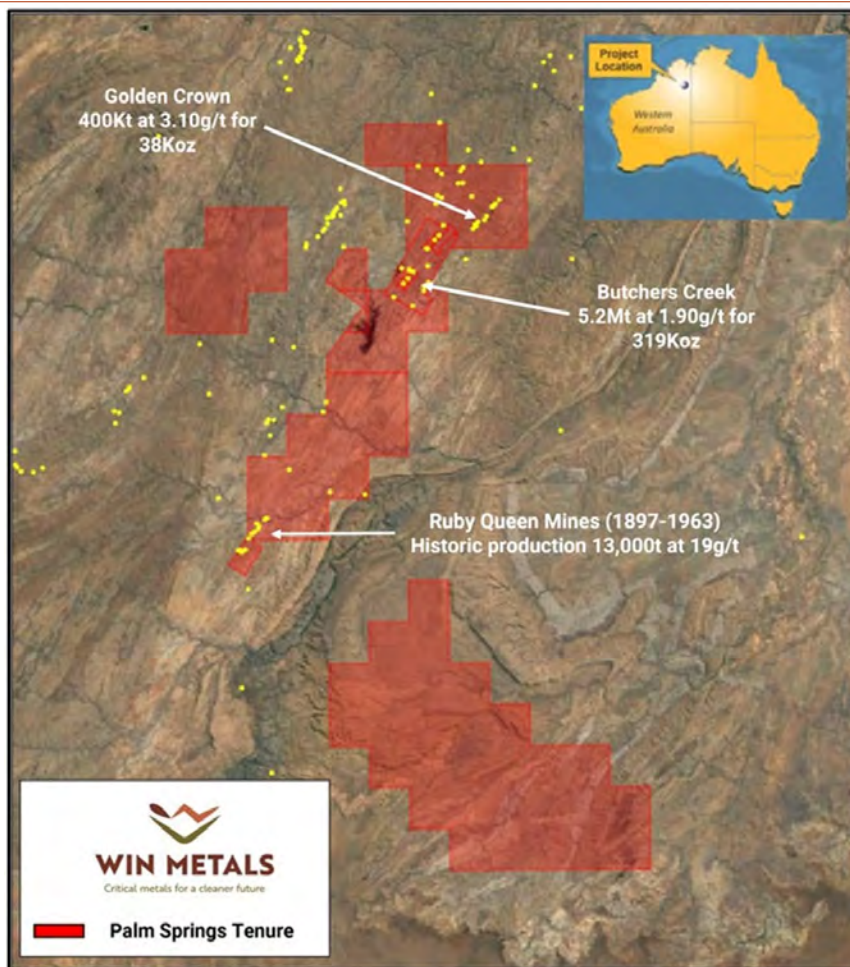 Project
Location
Western
Australia
Golden Crown
400Kt at 3.10g/t for
38Koz
Butchers Creek
5.2Mt at 1.90g/t for
319Koz
Ruby Queen Mines (1897-1963)
Historic production 13,000t at 19g/t
WIN METALS
Critical metals for a cleaner future
Palm Springs Tenure